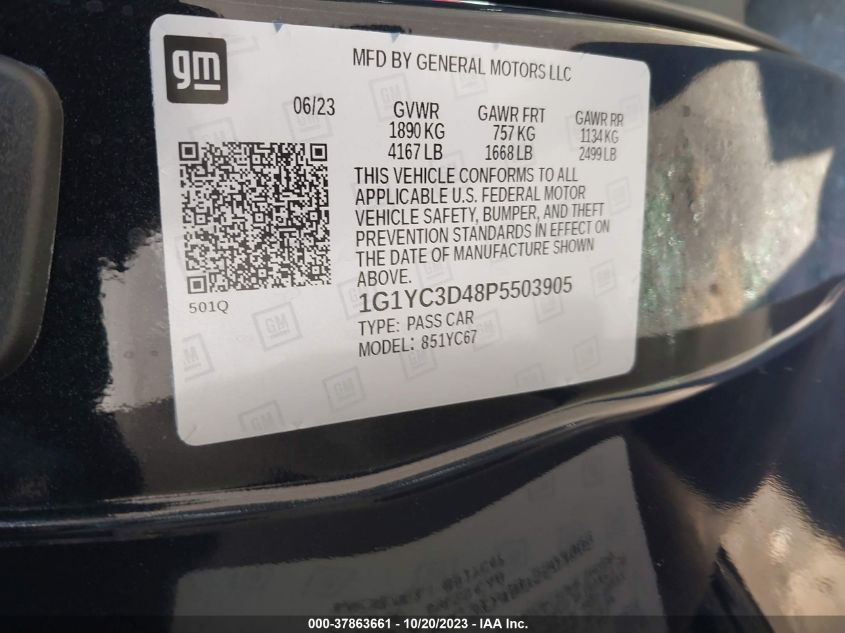 gm
MFD BY GENERAL MOTORS LLC
06/23
GVWR GAWR FRT GAWR RR
1890 KG 757 KG 1134 KG
4167 LB 1668 LB 2499 LB
THIS VEHICLE CONFORMS TO ALL
APPLICABLE U.S. FEDERAL MOTOR
VEHICLE SAFETY, BUMPER, AND THEFT
PREVENTION STANDARDS IN EFFECT ON
THE DATE OF MANUFACTURE SHOWN
ABOVE.
501Q
1G1YC3D48P5503905
TYPE: PASS CAR
MODEL: 851YC67
000-37863661 - 10/20/2023 - IAA Inc.